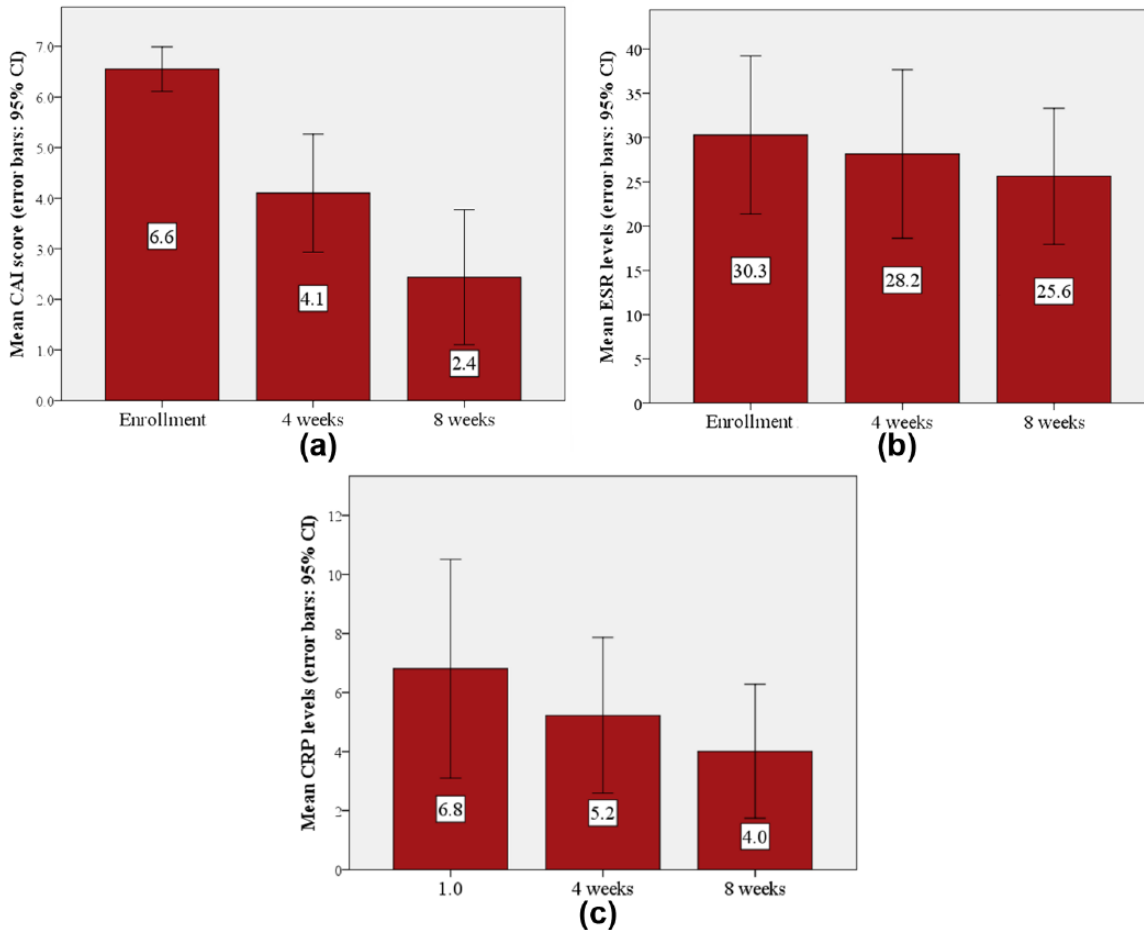 Mean CAI score (error bars: 95% CI)
7.0
6.0
5.0
4.0
3.0
2.0
1.0
0.0
6.6
4.1
2.4
Enrollment
4 weeks
8 weeks
(a)
Mean ESR levels (error bars: 95% CI)
40
35
30
25
20
15
10
5
0
30.3
28.2
25.6
Enrollment
4 weeks
8 weeks
(b)
Mean CRP levels (error bars: 95% CI)
12
10
8
6
4
2
0
6.8
5.2
4.0
1.0
4 weeks
8 weeks
(c)